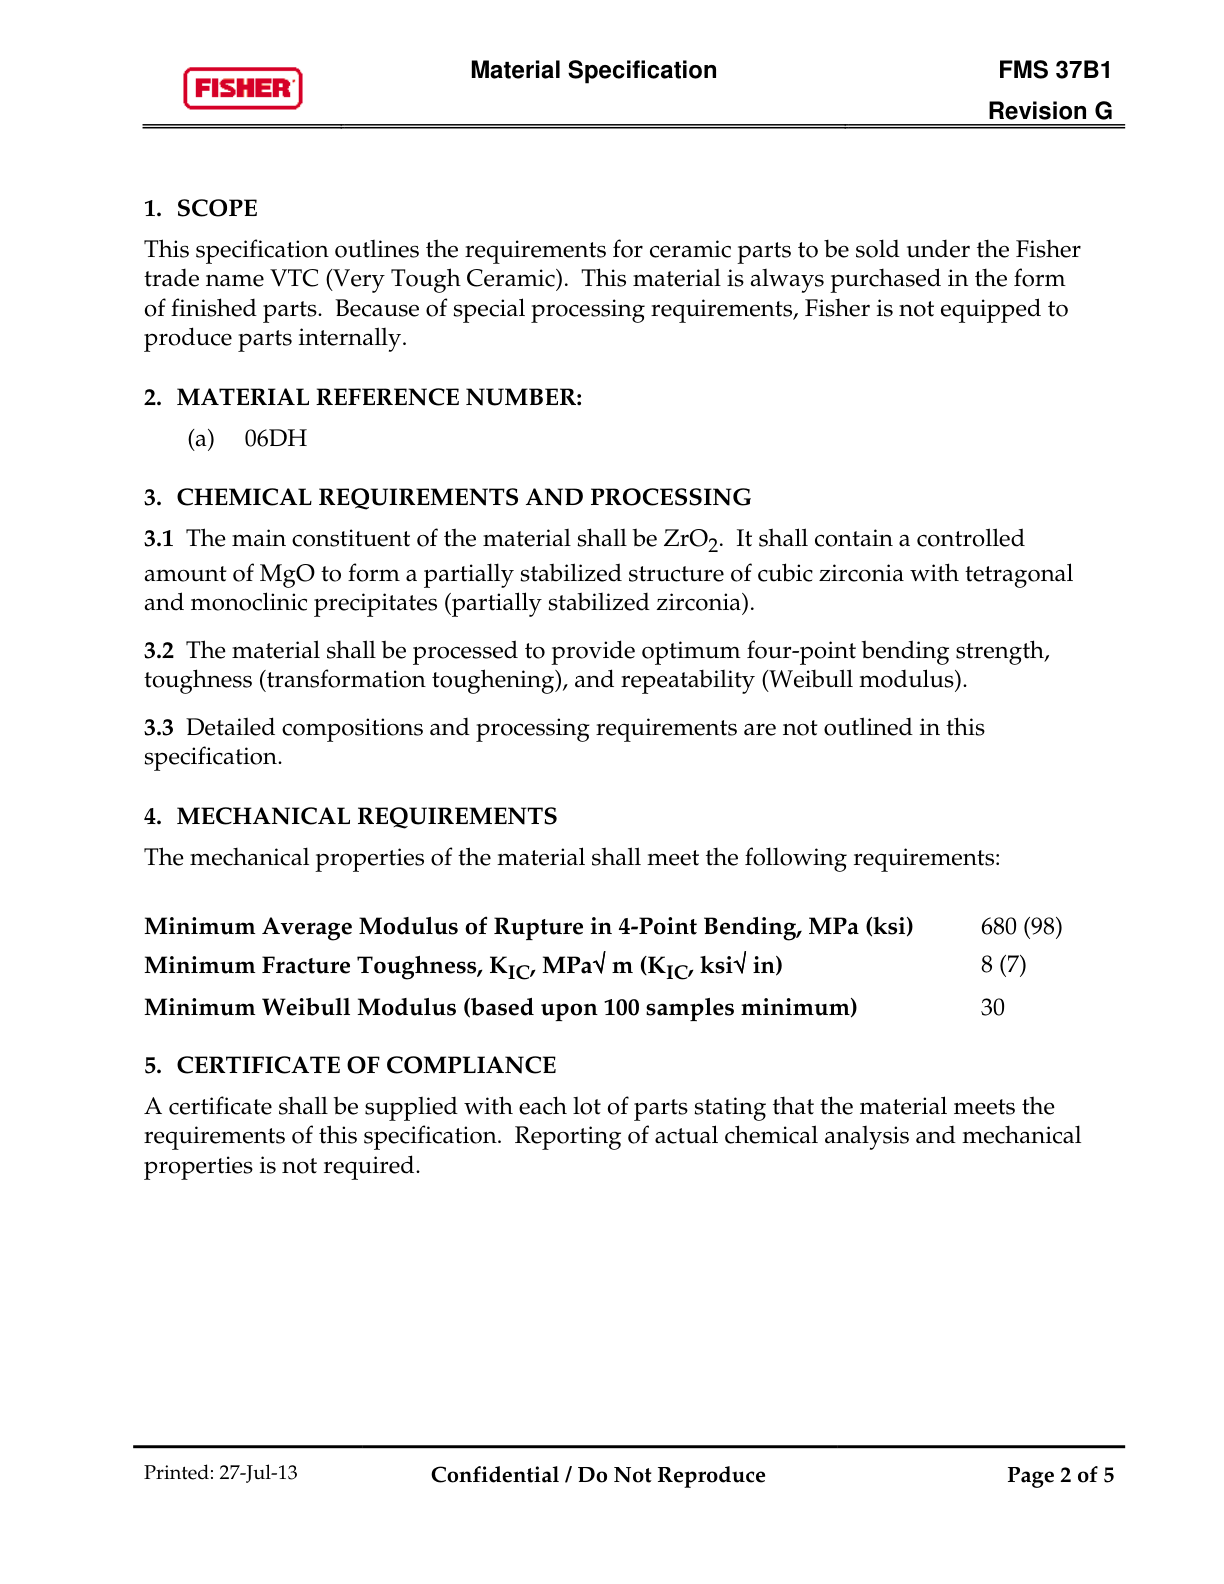 Material Specification
FMS 37B1
FISHER
Revision G
1. SCOPE
This specification outlines the requirements for ceramic parts to be sold under the Fisher
trade name VTC (Very Tough Ceramic). This material is always purchased in the form
of finished parts. Because of special processing requirements, Fisher is not equipped to
produce parts internally.
2. MATERIAL REFERENCE NUMBER:
(a) 06DH
3. CHEMICAL REQUIREMENTS AND PROCESSING
3.1 The main constituent of the material shall be ZrO2. It shall contain a controlled
amount of MgO to form a partially stabilized structure of cubic zirconia with tetragonal
and monoclinic precipitates (partially stabilized zirconia).
3.2 The material shall be processed to provide optimum four-point bending strength,
toughness (transformation toughening), and repeatability (Weibull modulus).
3.3 Detailed compositions and processing requirements are not outlined in this
specification.
4. MECHANICAL REQUIREMENTS
The mechanical properties of the material shall meet the following requirements:
Minimum Average Modulus of Rupture in 4-Point Bending, MPa (ksi) 680 (98)
Minimum Fracture Toughness, KIC, MPa√ m (KIC, ksi√ in) 8 (7)
Minimum Weibull Modulus (based upon 100 samples minimum) 30
5. CERTIFICATE OF COMPLIANCE
A certificate shall be supplied with each lot of parts stating that the material meets the
requirements of this specification. Reporting of actual chemical analysis and mechanical
properties is not required.
Printed: 27-Jul-13 Confidential / Do Not Reproduce Page 2 of 5